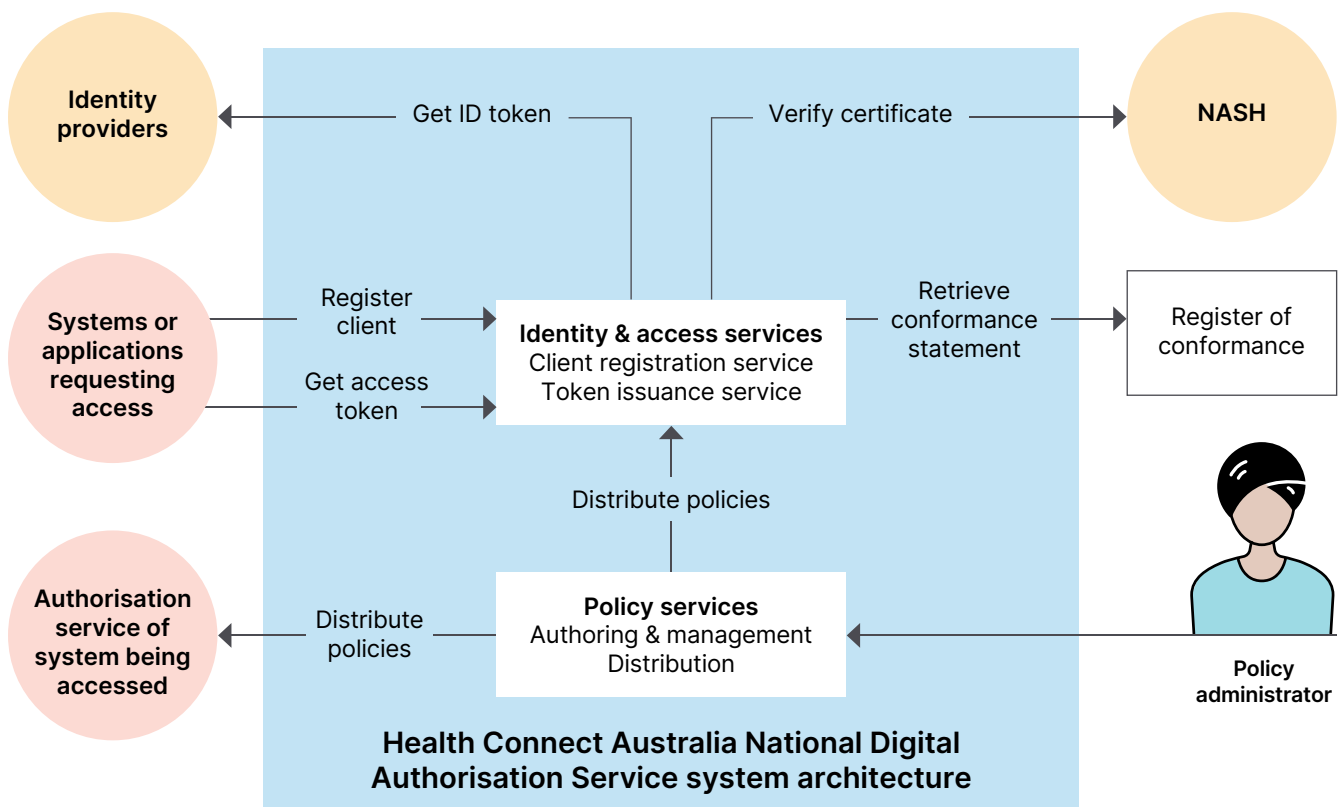 Identity
providers
Get ID token
Verify certificate
NASH
Systems or
applications
requesting
access
Register
client
Get access
token
Identity & access services
Client registration service
Token issuance service
Retrieve
conformance
statement
Register of
conformance
Distribute policies
Authorisation
service of
system being
accessed
Distribute
policies
Policy services
Authoring & management
Distribution
Policy
administrator
Health Connect Australia National Digital
Authorisation Service system architecture